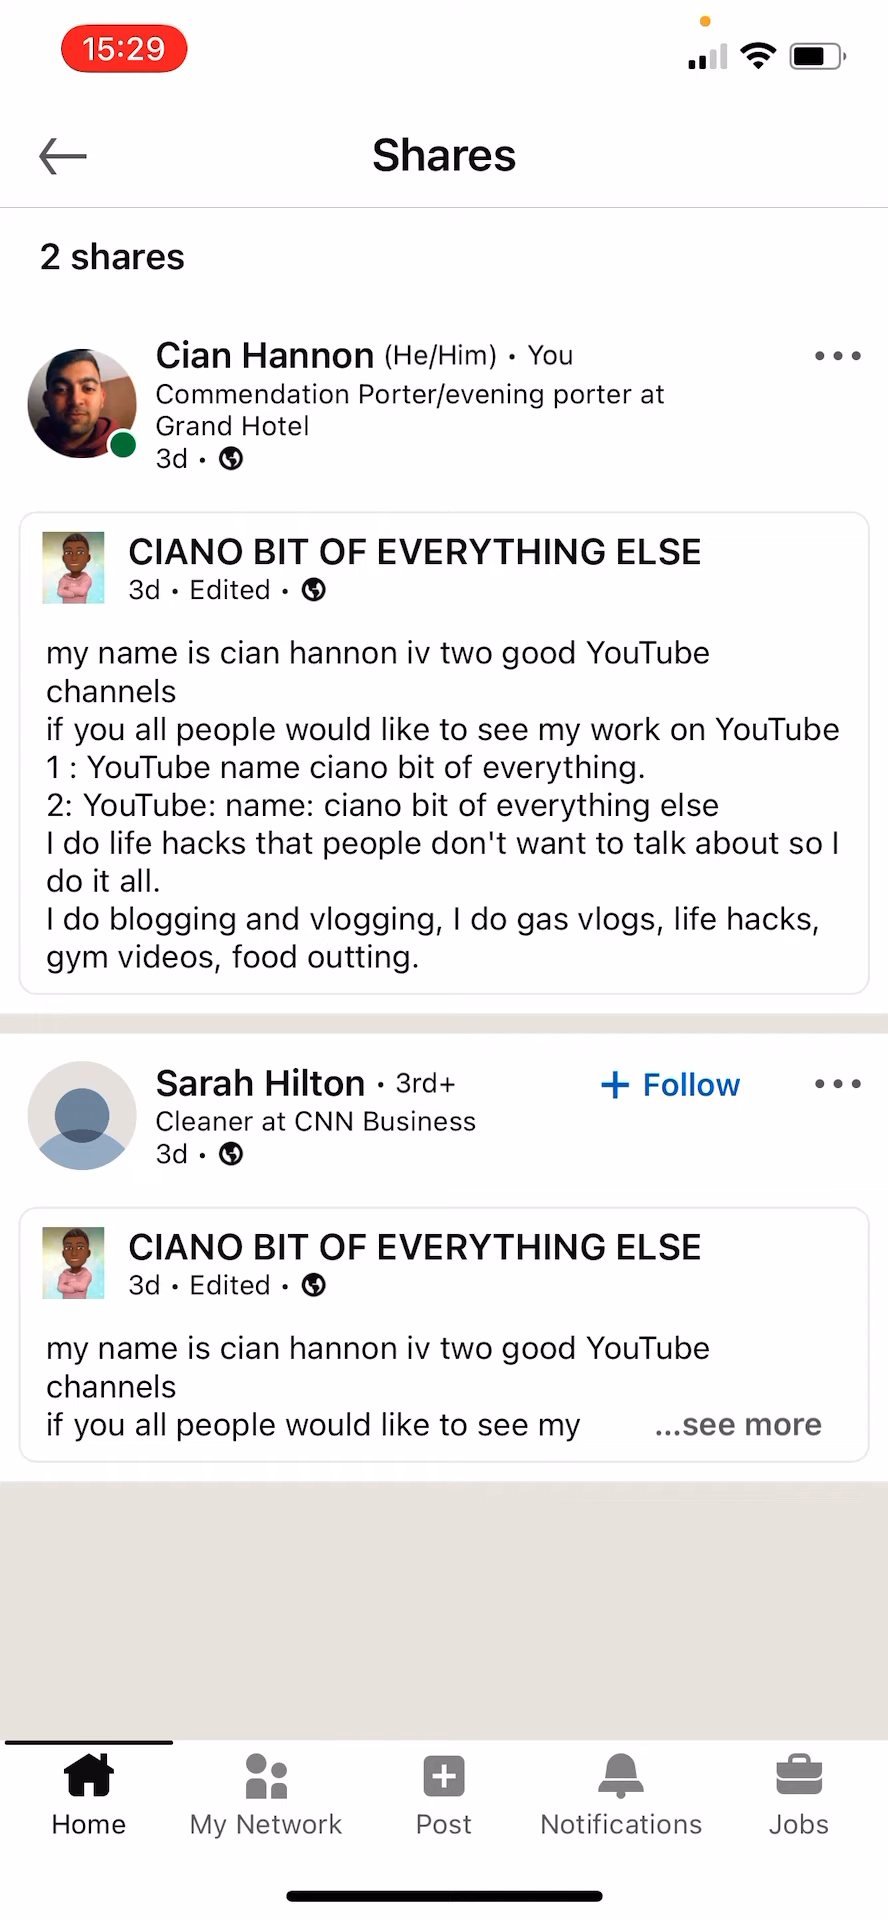 15:29
Shares
2 shares
Cian Hannon (He/Him) • You
Commendation Porter/evening porter at
Grand Hotel
3d •
CIANO BIT OF EVERYTHING ELSE
3d • Edited •
my name is cian hannon iv two good YouTube
channels
if you all people would like to see my work on YouTube
1 : YouTube name ciano bit of everything.
2: YouTube: name: ciano bit of everything else
I do life hacks that people don't want to talk about so I
do it all.
I do blogging and vlogging, I do gas vlogs, life hacks,
gym videos, food outting.
Sarah Hilton • 3rd+
+ Follow
Cleaner at CNN Business
3d •
CIANO BIT OF EVERYTHING ELSE
3d • Edited •
my name is cian hannon iv two good YouTube
channels
if you all people would like to see my ...see more
Home
My Network
Post
Notifications
Jobs